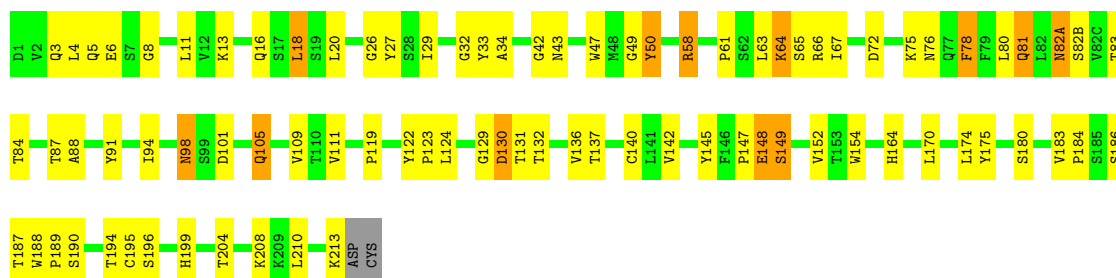 D1 V2 Q3 L4 Q5 E6 S7 G8 L11 V12 K13 Q16 S17 L18 S19 L20 G26 Y27 S28 I29 G32 Y33 A34 G42 N43 W47 M48 G49 Y50 R58 P61 S62 L63 K64 S65 R66 I67 D72 K75 N76 Q77 F78 F79 L80 Q81 L82 N82A S82B V82C T83
T84 T87 A88 Y91 I94 N98 S99 D101 Q105 V109 T110 V111 P119 Y122 P123 L124 G129 D130 T131 T132 V136 T137 C140 L141 V142 Y145 F146 P147 E148 S149 V152 T153 W154 H164 L170 L174 Y175 S180 V183 P184 S185 S186
T187 W188 P189 S190 T194 C195 S196 H199 T204 K208 K209 L210 K213 ASP CYS